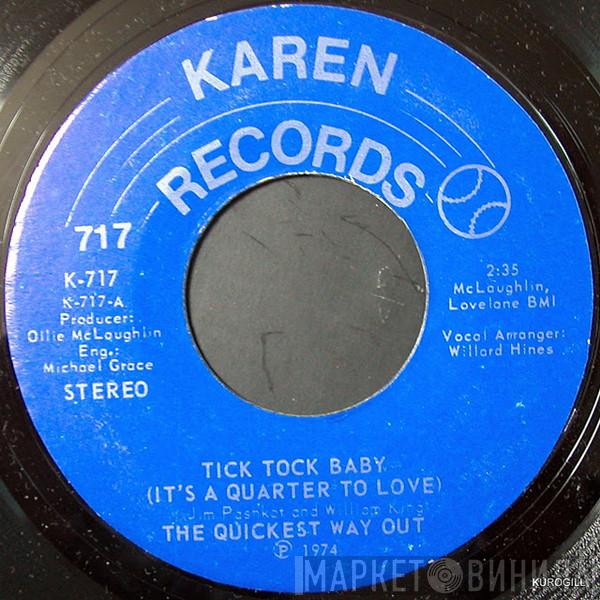 KAREN
RECORDS
717
K-717
K-717-A
Producer:
Ollie McLaughlin
Eng.:
Michael Grace
STEREO
2:35
McLaughlin,
Lovelane BMI
Vocal Arranger:
Willard Hines
TICK TOCK BABY
(IT'S A QUARTER TO LOVE)
Jim Pashkot and William King
THE QUICKEST WAY OUT
℗ 1974
МАРКЕТ ВИНИЛ
KUROGILL